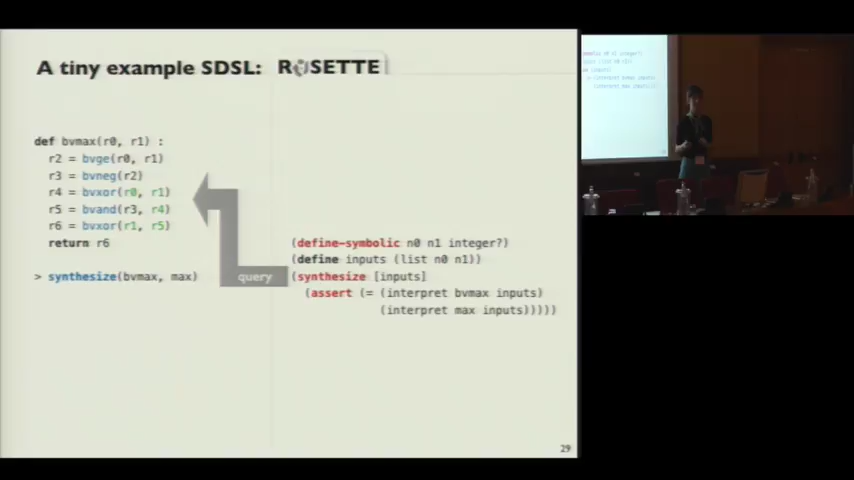 A tiny example SDSL: ROSETTE
def bvmax(r0, r1) :
r2 = bvge(r0, r1)
r3 = bvneg(r2)
r4 = bvxor(r0, r1)
r5 = bvand(r3, r4)
r6 = bvxor(r1, r5)
return r6
> synthesize(bvmax, max)
query
(define-symbolic n0 n1 integer?)
(define inputs (list n0 n1))
(synthesize [inputs]
(assert (= (interpret bvmax inputs)
(interpret max inputs)))))
29